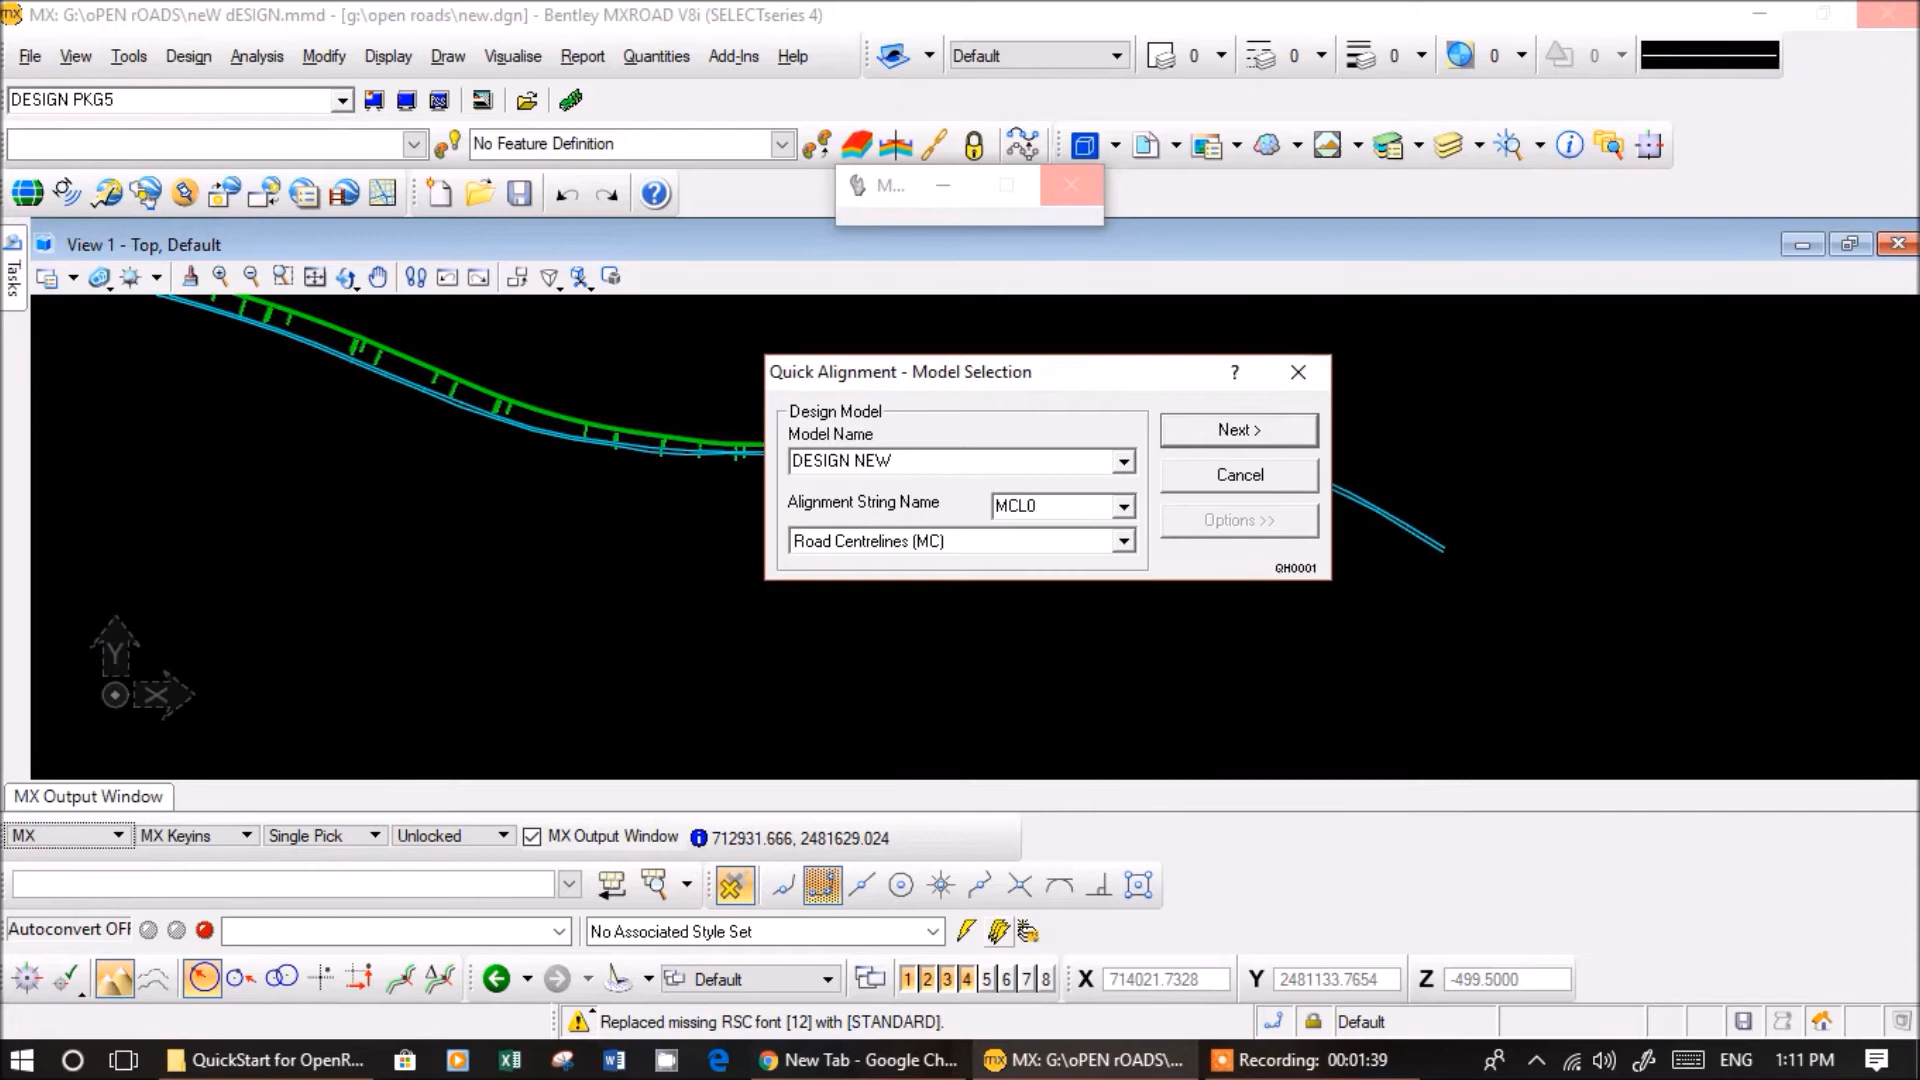 MX: G:\oPEN rOADS\neW dESIGN.mmd - [g:\open roads\new.dgn] - Bentley MXROAD V8i (SELECTseries 4)
File View Tools Design Analysis Modify Display Draw Visualise Report Quantities Add-Ins Help
Default 0 0 0 0 0
DESIGN PKG5
No Feature Definition
M...
View 1 - Top, Default
Tasks
Quick Alignment - Model Selection ?
Design Model
Model Name
DESIGN NEW
Alignment String Name MCL0
Road Centrelines (MC)
Next >
Cancel
Options >>
QH0001
Y
X
MX Output Window
MX MX Keyins Single Pick Unlocked MX Output Window 712931.666, 2481629.024
Autoconvert OFF No Associated Style Set
Default 1 2 3 4 5 6 7 8 X 714021.7328 Y 2481133.7654 Z -499.5000
Replaced missing RSC font [12] with [STANDARD]. Default
QuickStart for OpenR... New Tab - Google Ch... MX: G:\oPEN rOADS\... Recording: 00:01:39 ENG 1:11 PM